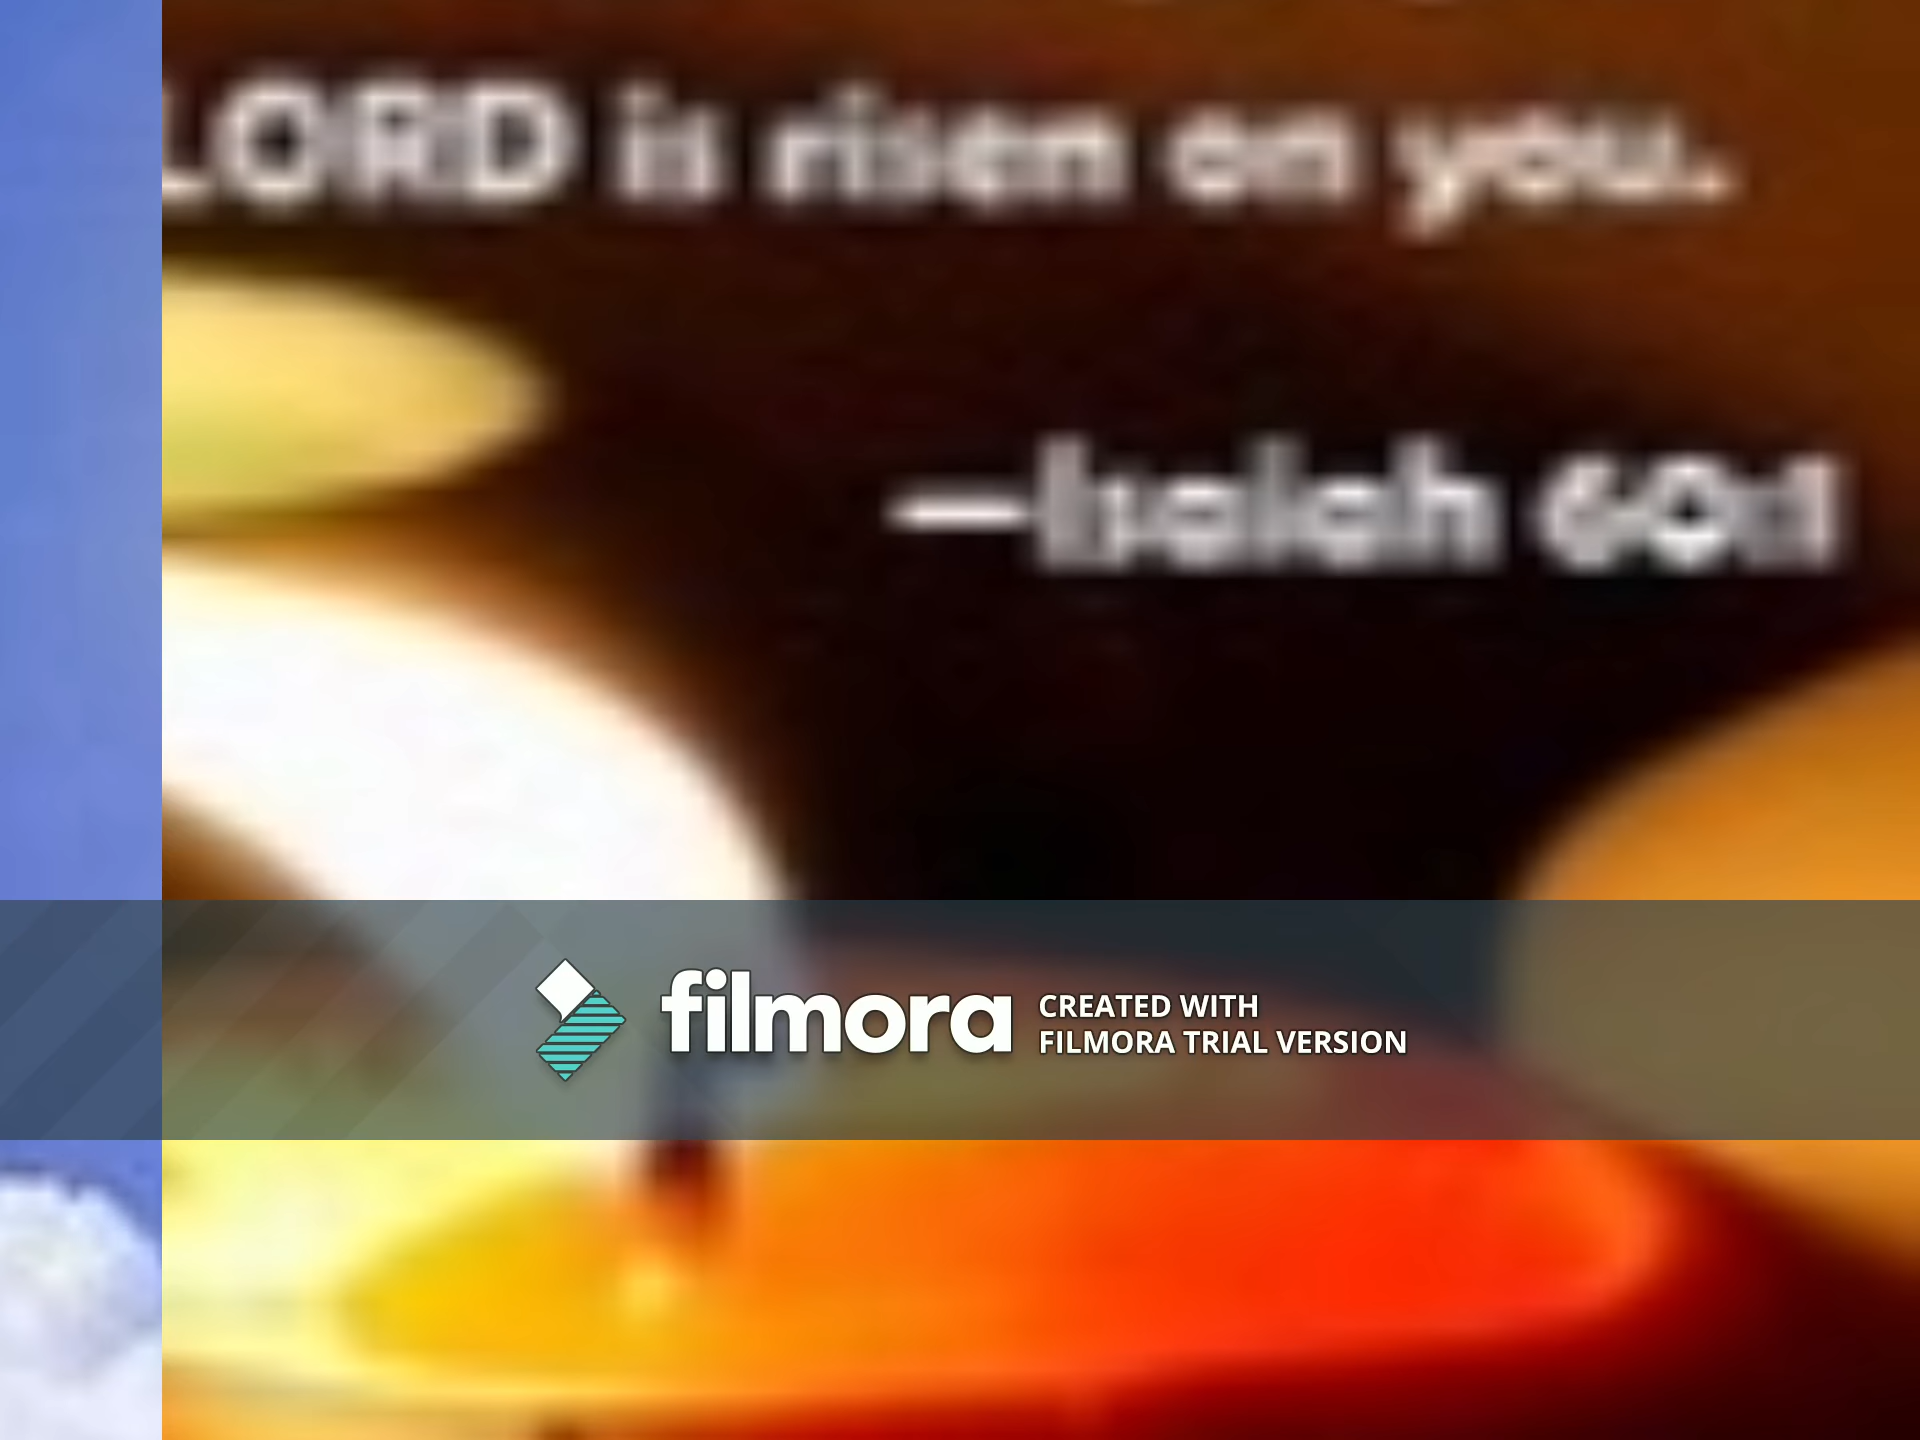 LORD is risen on you.
—Isaiah 60:1
filmora
CREATED WITH
FILMORA TRIAL VERSION